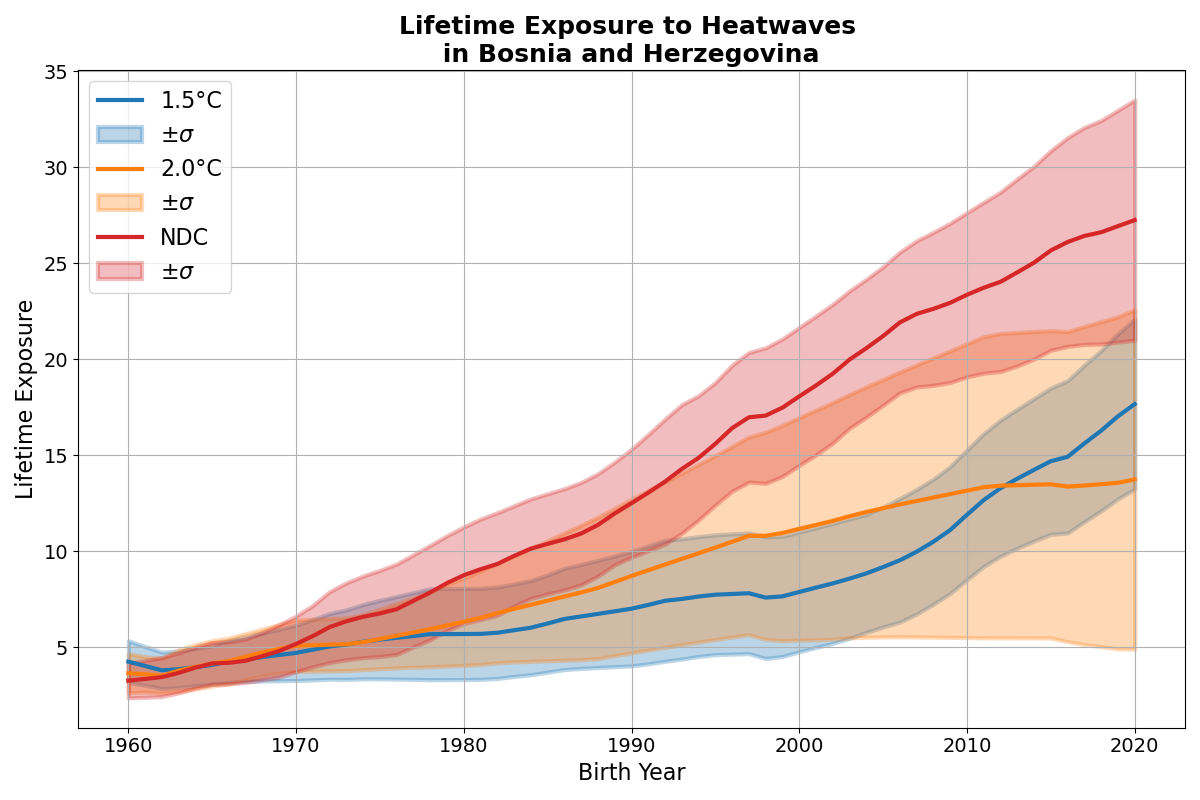 Lifetime Exposure to Heatwaves
in Bosnia and Herzegovina
35
30
25
20
15
10
5
Lifetime Exposure
1.5°C
±σ
2.0°C
±σ
NDC
±σ
1960 1970 1980 1990 2000 2010 2020
Birth Year